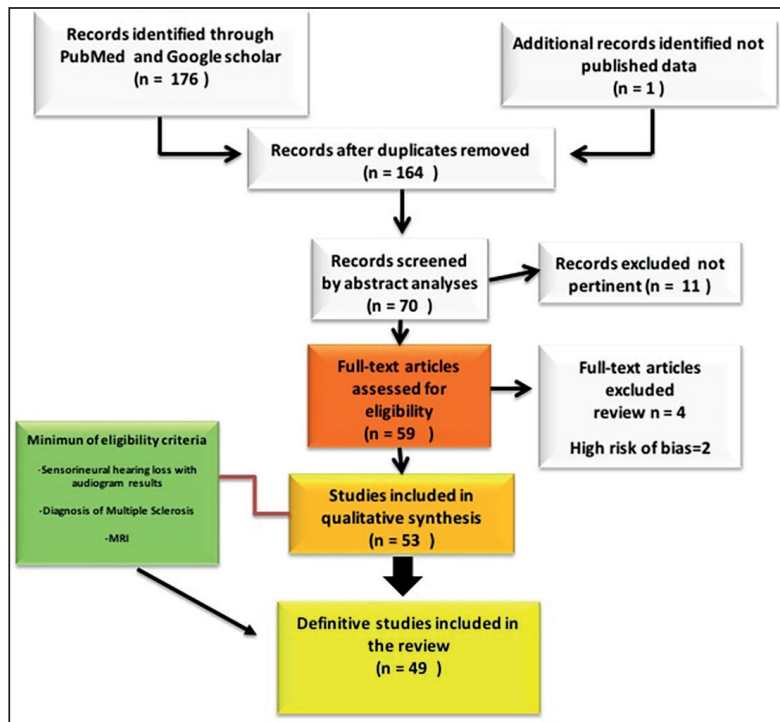 Records identified through
PubMed and Google scholar
(n = 176)
Additional records identified not
published data
(n = 1 )
Records after duplicates removed
(n = 164 )
Records screened
by abstract analyses
(n = 70 )
Records excluded not
pertinent (n = 11 )
Full-text articles
assessed for
eligibility
(n = 59 )
Full-text articles
excluded
review n = 4
High risk of bias=2
Minimun of eligibility criteria
-Sensorineural hearing loss with
audiogram results
-Diagnosis of Multiple Sclerosis
-MRI
Studies included in
qualitative synthesis
(n = 53 )
Definitive studies included in
the review
(n = 49 )